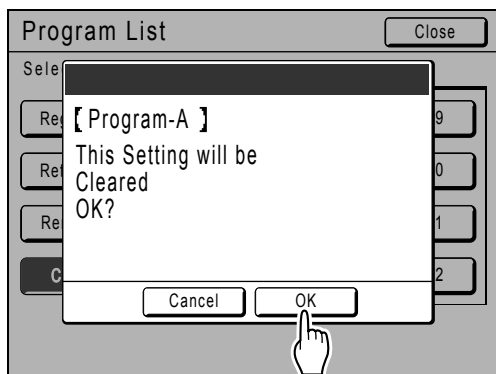 Program List
Close
Sele
[ Program-A ]
This Setting will be
Cleared
OK?
Cancel
OK
Re
9
Ref
0
Re
1
C
2